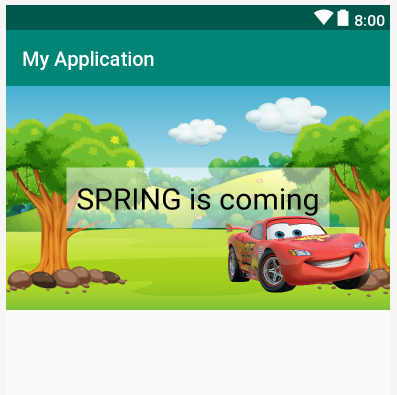 8:00
My Application
SPRING is coming